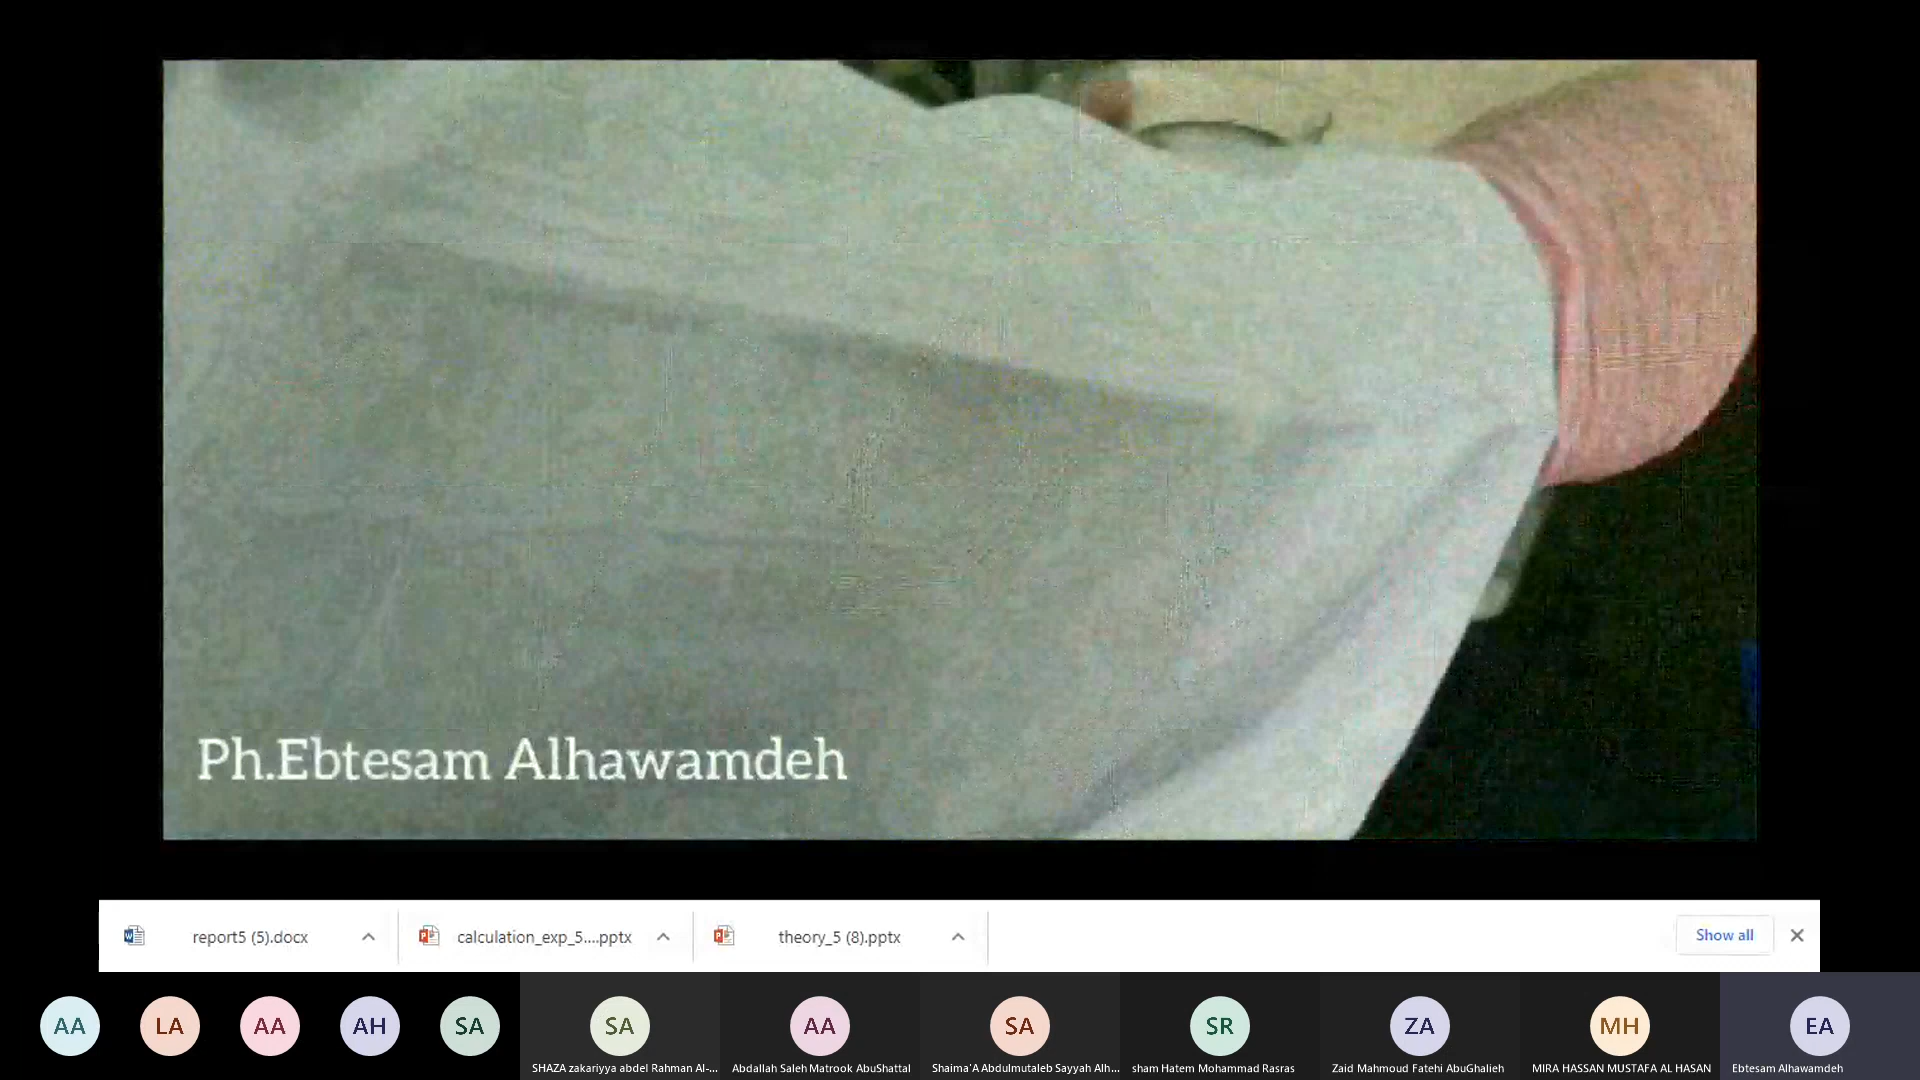 Ph.Ebtesam Alhawamdeh
report5 (5).docx
calculation_exp_5....pptx
theory_5 (8).pptx
Show all
AA
LA
AA
AH
SA
SA
AA
SA
SR
ZA
MH
EA
SHAZA zakariyya abdel Rahman Al-...
Abdallah Saleh Matrook AbuShattal
Shaima'A Abdulmutaleb Sayyah Alh...
sham Hatem Mohammad Rasras
Zaid Mahmoud Fatehi AbuGhalieh
MIRA HASSAN MUSTAFA AL HASAN
Ebtesam Alhawamdeh